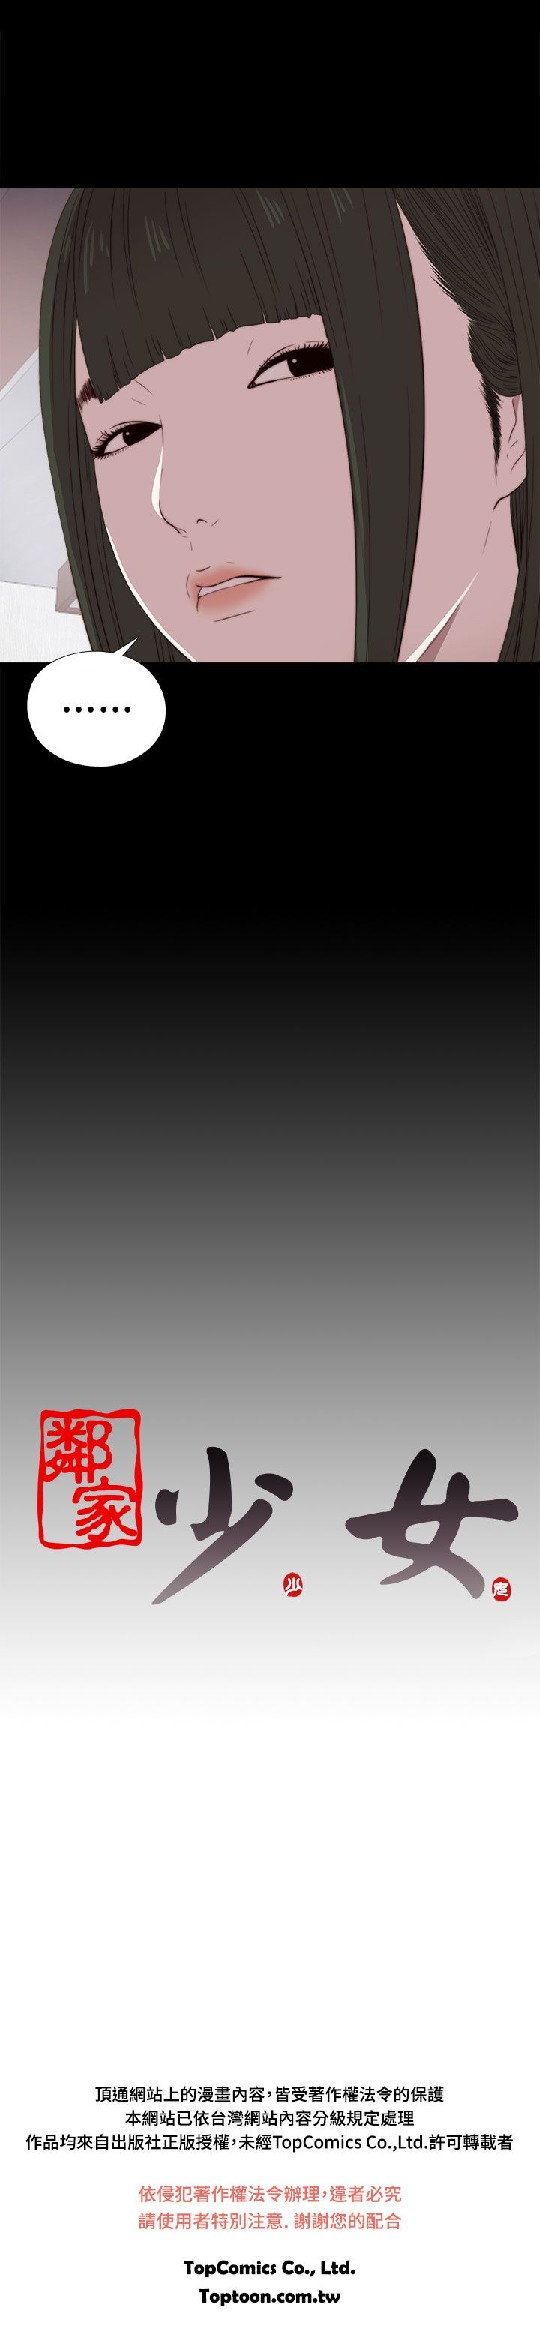 ......
鄰家
少女
少
頂通網站上的漫畫內容，皆受著作權法令的保護
本網站已依台灣網站內容分級規定處理
作品均來自出版社正版授權，未經TopComics Co.,Ltd.許可轉載者
依侵犯著作權法令辦理，違者必究
請使用者特別注意. 謝謝您的配合
TopComics Co., Ltd.
Toptoon.com.tw